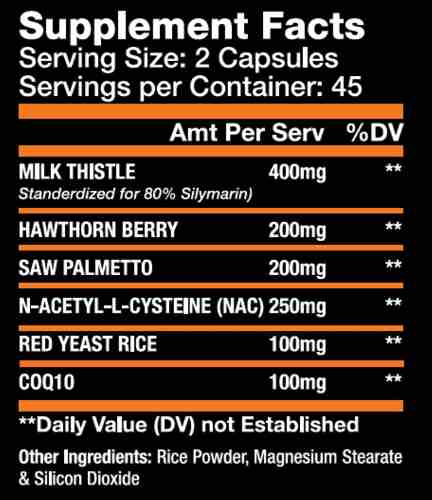 Supplement Facts
Serving Size: 2 Capsules
Servings per Container: 45
Amt Per Serv %DV
MILK THISTLE 400mg **
Standerdized for 80% Silymarin)
HAWTHORN BERRY 200mg **
SAW PALMETTO 200mg **
N-ACETYL-L-CYSTEINE (NAC) 250mg **
RED YEAST RICE 100mg **
COQ10 100mg **
**Daily Value (DV) not Established
Other Ingredients: Rice Powder, Magnesium Stearate
& Silicon Dioxide